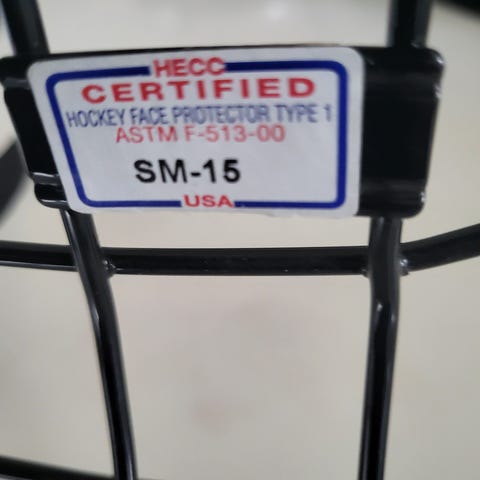 HECC
CERTIFIED
HOCKEY FACE PROTECTOR TYPE 1
ASTM F-513-00
SM-15
USA